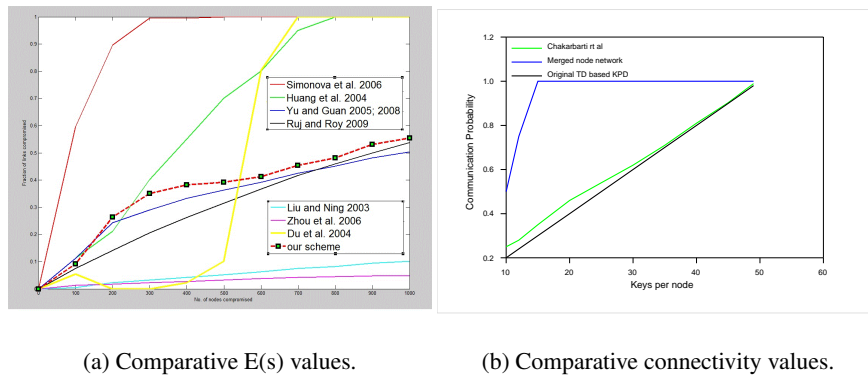 1
0.9
0.8
0.7
0.6
0.5
0.4
0.3
0.2
0.1
0
Fraction of links compromised
0 100 200 300 400 500 600 700 800 900 1000
No. of nodes compromised
Simonova et al. 2006
Huang et al. 2004
Yu and Guan 2005; 2008
Ruj and Roy 2009
Liu and Ning 2003
Zhou et al. 2006
Du et al. 2004
our scheme
(a) Comparative E(s) values.
1.2
1.0
0.8
0.6
0.4
0.2
Communication Probability
Chakarbarti rt al
Merged node network
Original TD based KPD
10 20 30 40 50 60
Keys per node
(b) Comparative connectivity values.